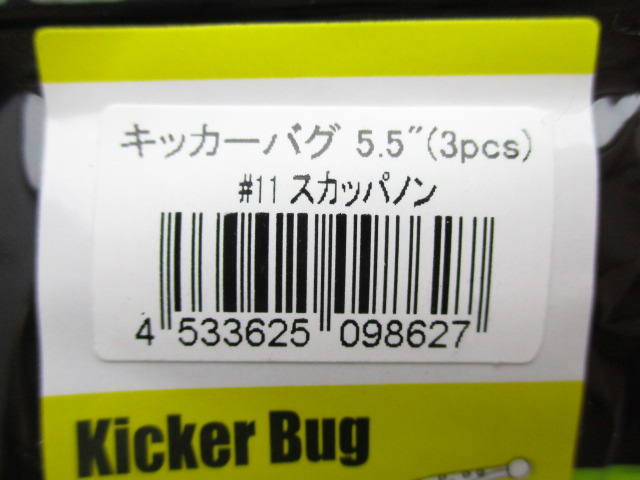 キッカーバグ 5.5"(3pcs)
#11 スカッパノン
4 533625 098627
Kicker Bug